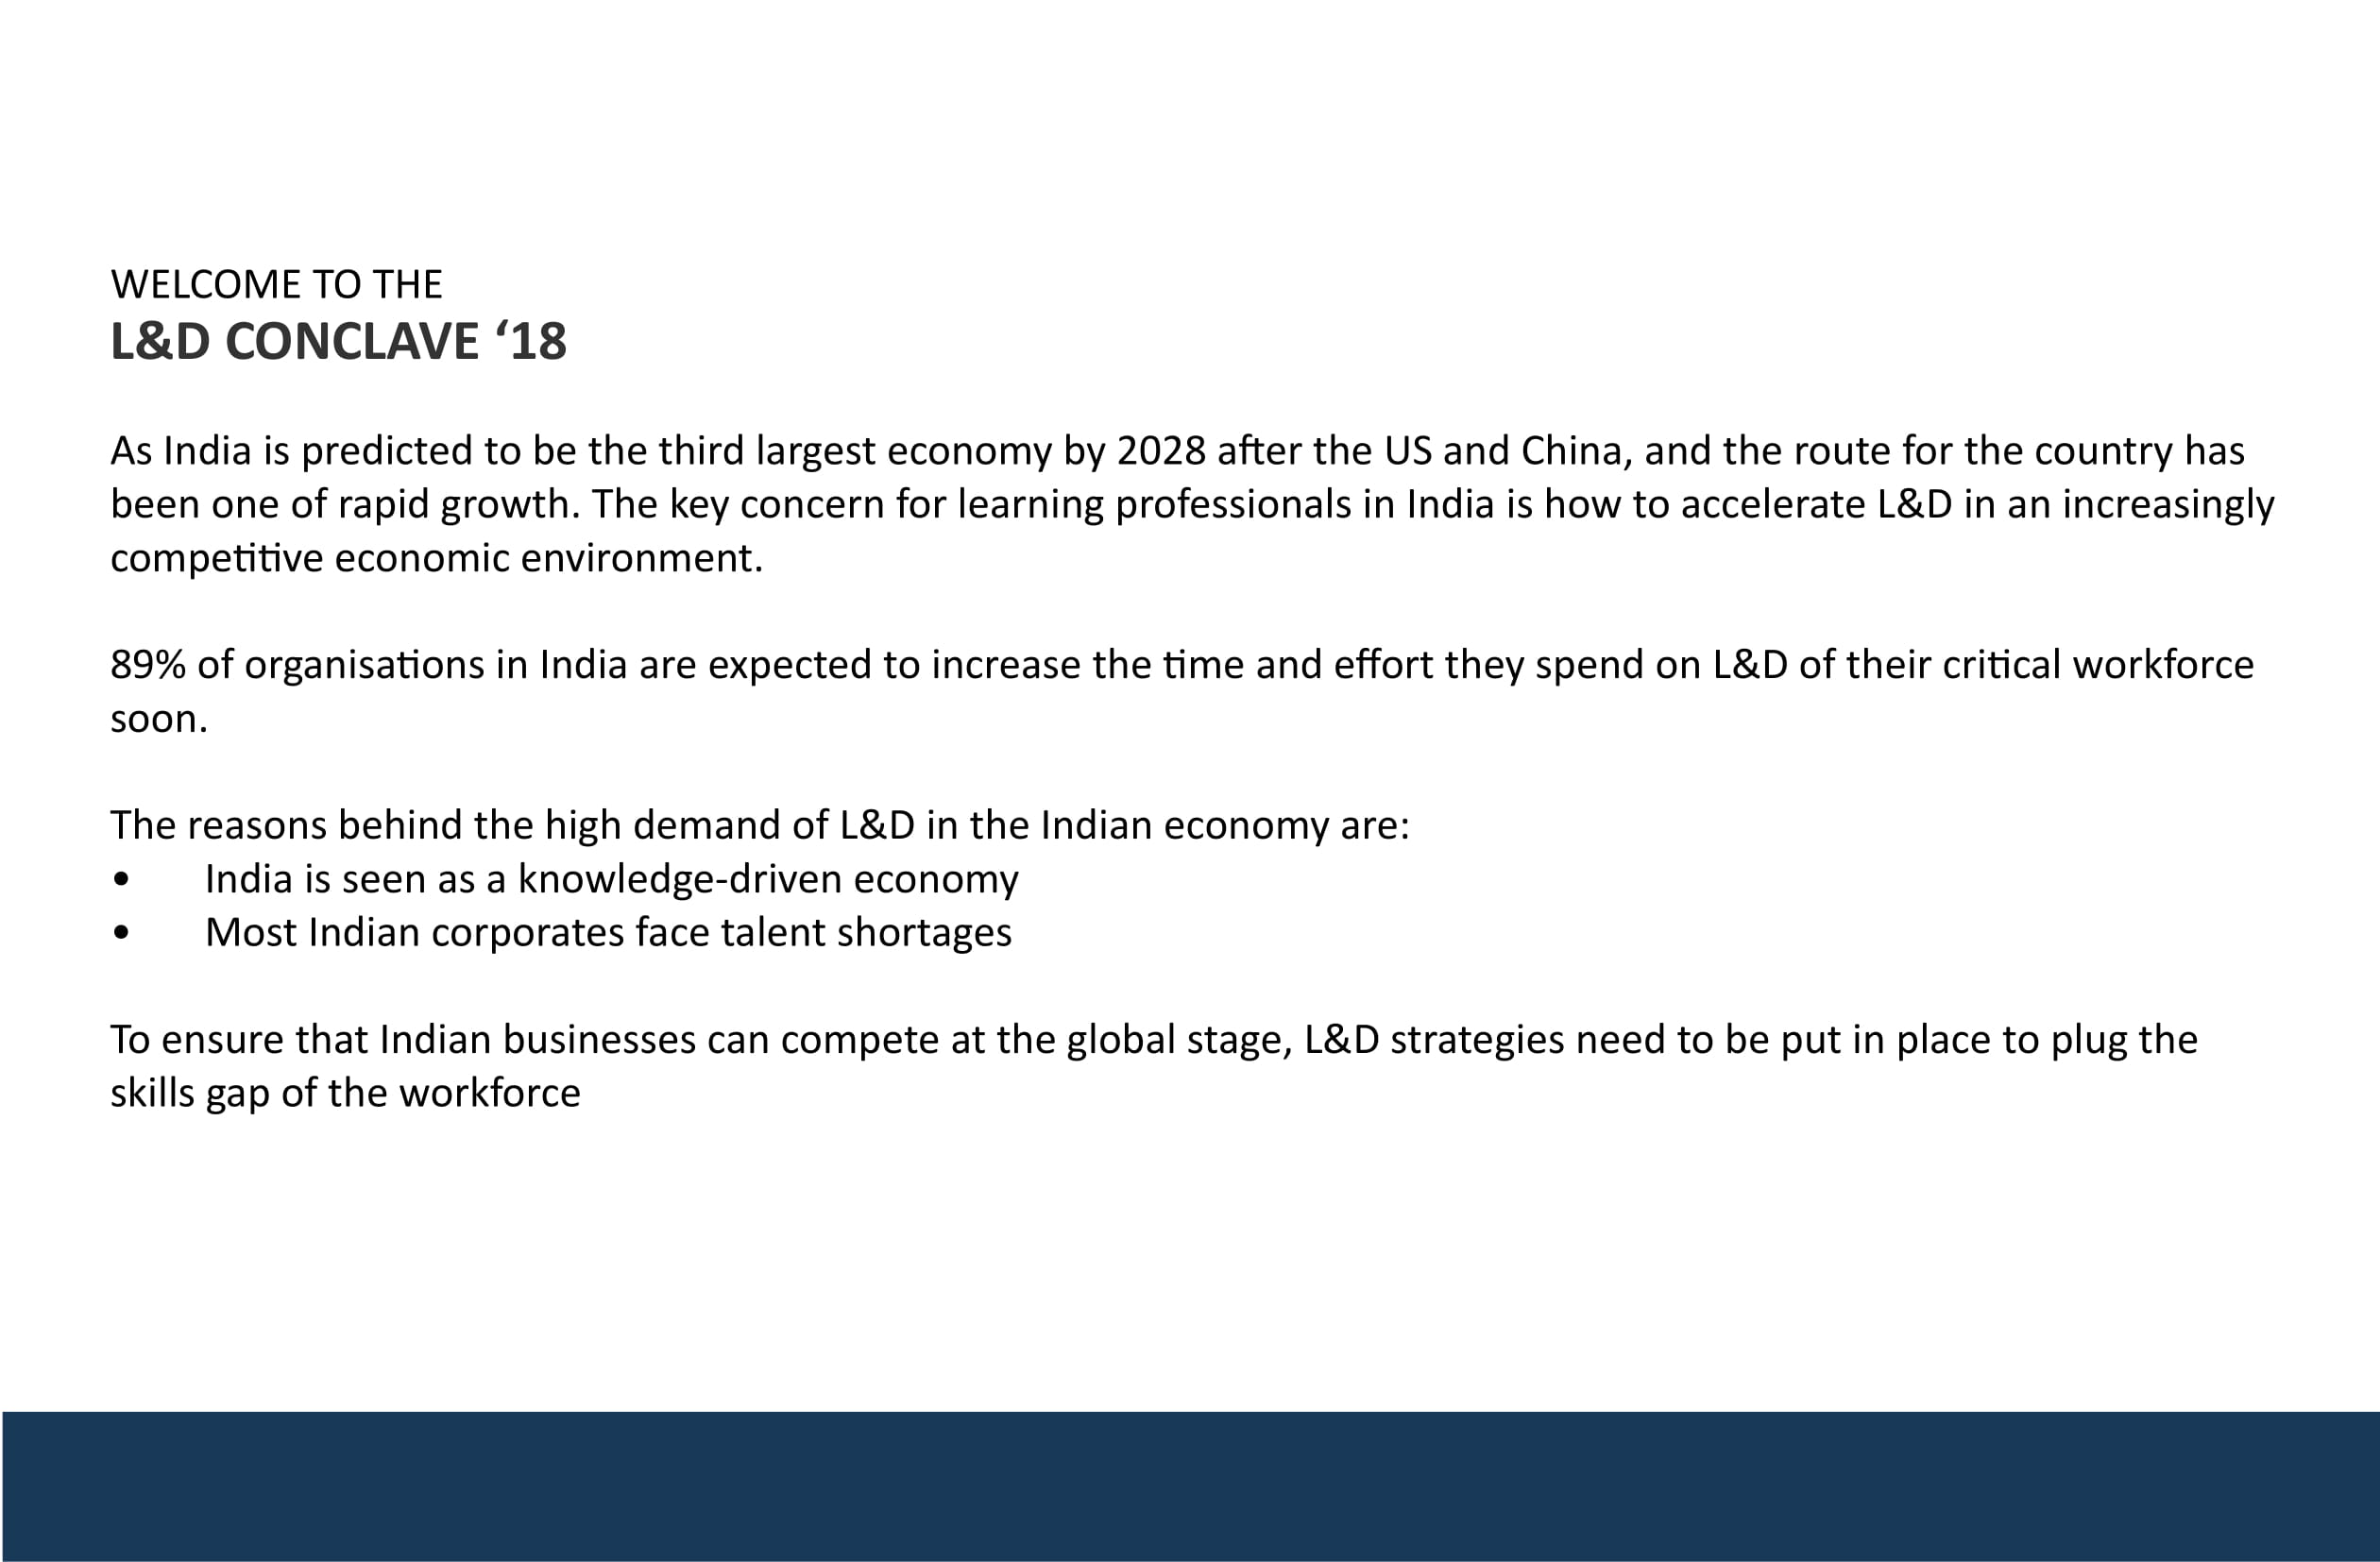 WELCOME TO THE
L&D CONCLAVE ‘18
As India is predicted to be the third largest economy by 2028 after the US and China, and the route for the country has
been one of rapid growth. The key concern for learning professionals in India is how to accelerate L&D in an increasingly
competitive economic environment.
89% of organisations in India are expected to increase the time and effort they spend on L&D of their critical workforce
soon.
The reasons behind the high demand of L&D in the Indian economy are:
• India is seen as a knowledge-driven economy
• Most Indian corporates face talent shortages
To ensure that Indian businesses can compete at the global stage, L&D strategies need to be put in place to plug the
skills gap of the workforce